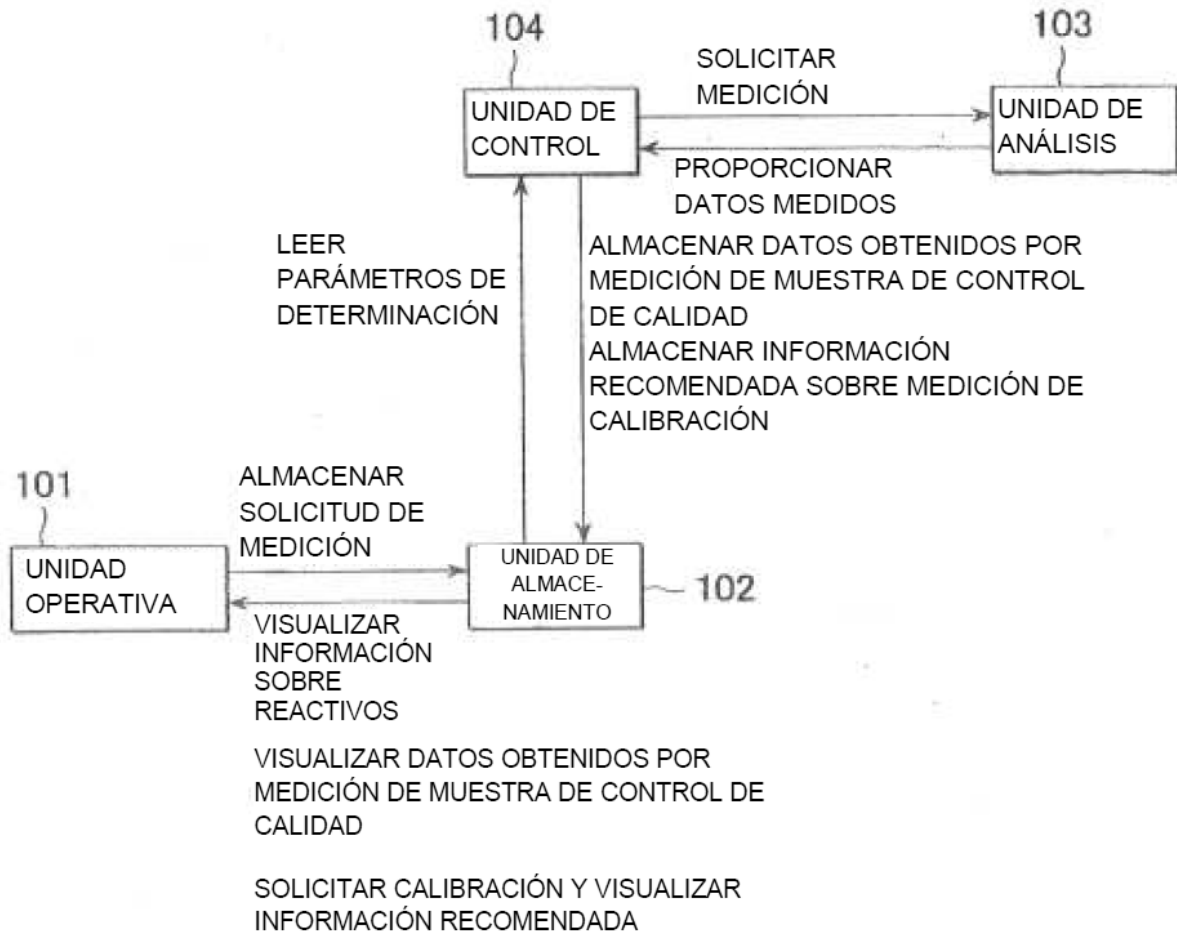 104
103
SOLICITAR
MEDICIÓN
UNIDAD DE
CONTROL
UNIDAD DE
ANÁLISIS
PROPORCIONAR
DATOS MEDIDOS
LEER
PARÁMETROS DE
DETERMINACIÓN
ALMACENAR DATOS OBTENIDOS POR
MEDICIÓN DE MUESTRA DE CONTROL
DE CALIDAD
ALMACENAR INFORMACIÓN
RECOMENDADA SOBRE MEDICIÓN DE
CALIBRACIÓN
101
ALMACENAR
SOLICITUD DE
MEDICIÓN
UNIDAD
OPERATIVA
UNIDAD DE
ALMACE-
NAMIENTO
102
VISUALIZAR
INFORMACIÓN
SOBRE
REACTIVOS
VISUALIZAR DATOS OBTENIDOS POR
MEDICIÓN DE MUESTRA DE CONTROL DE
CALIDAD
SOLICITAR CALIBRACIÓN Y VISUALIZAR
INFORMACIÓN RECOMENDADA